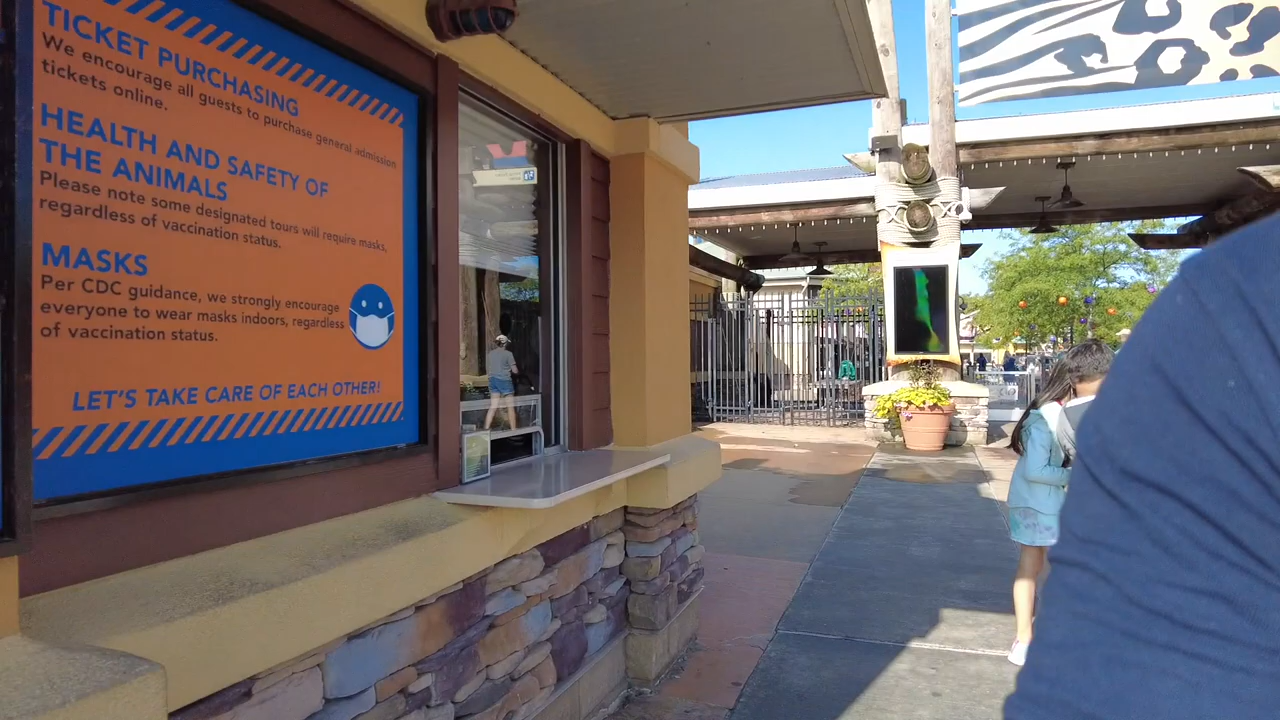 TICKET PURCHASING
We encourage all guests to purchase general admission
tickets online.
HEALTH AND SAFETY OF
THE ANIMALS
Please note some designated tours will require masks,
regardless of vaccination status.
MASKS
Per CDC guidance, we strongly encourage
everyone to wear masks indoors, regardless
of vaccination status.
LET'S TAKE CARE OF EACH OTHER!